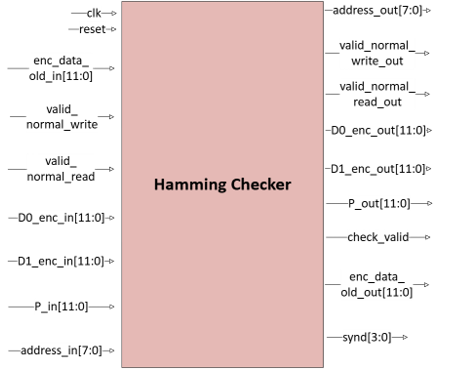 clk
reset
enc_data_
old_in[11:0]
valid_
normal_write
valid_
normal_read
D0_enc_in[11:0]
D1_enc_in[11:0]
P_in[11:0]
address_in[7:0]
Hamming Checker
address_out[7:0]
valid_normal_
write_out
valid_normal_
read_out
D0_enc_out[11:0]
D1_enc_out[11:0]
P_out[11:0]
check_valid
enc_data_
old_out[11:0]
synd[3:0]